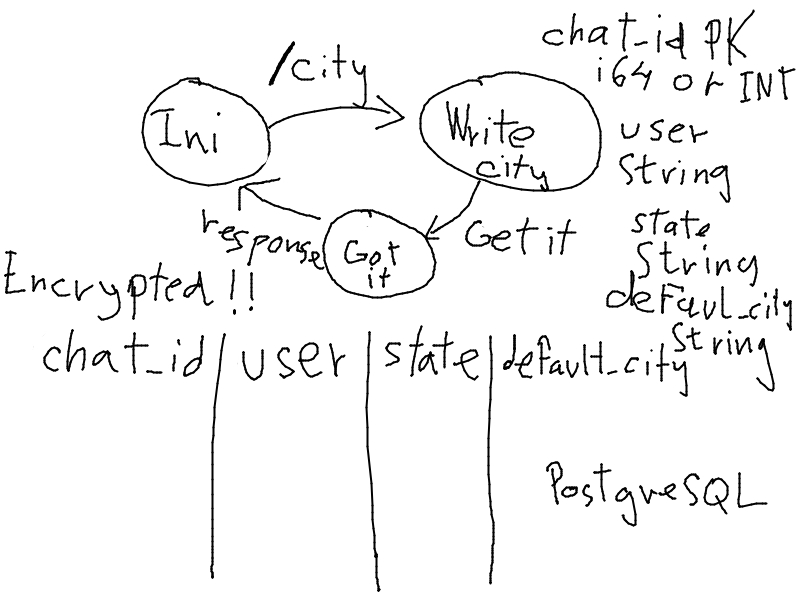 /city
Ini
Write
city
Get it
Got
it
response
chat_id PK
i64 or INT
user
String
state
String
defaul_city
String
Encrypted!!
chat_id user state default_city
PostgreSQL